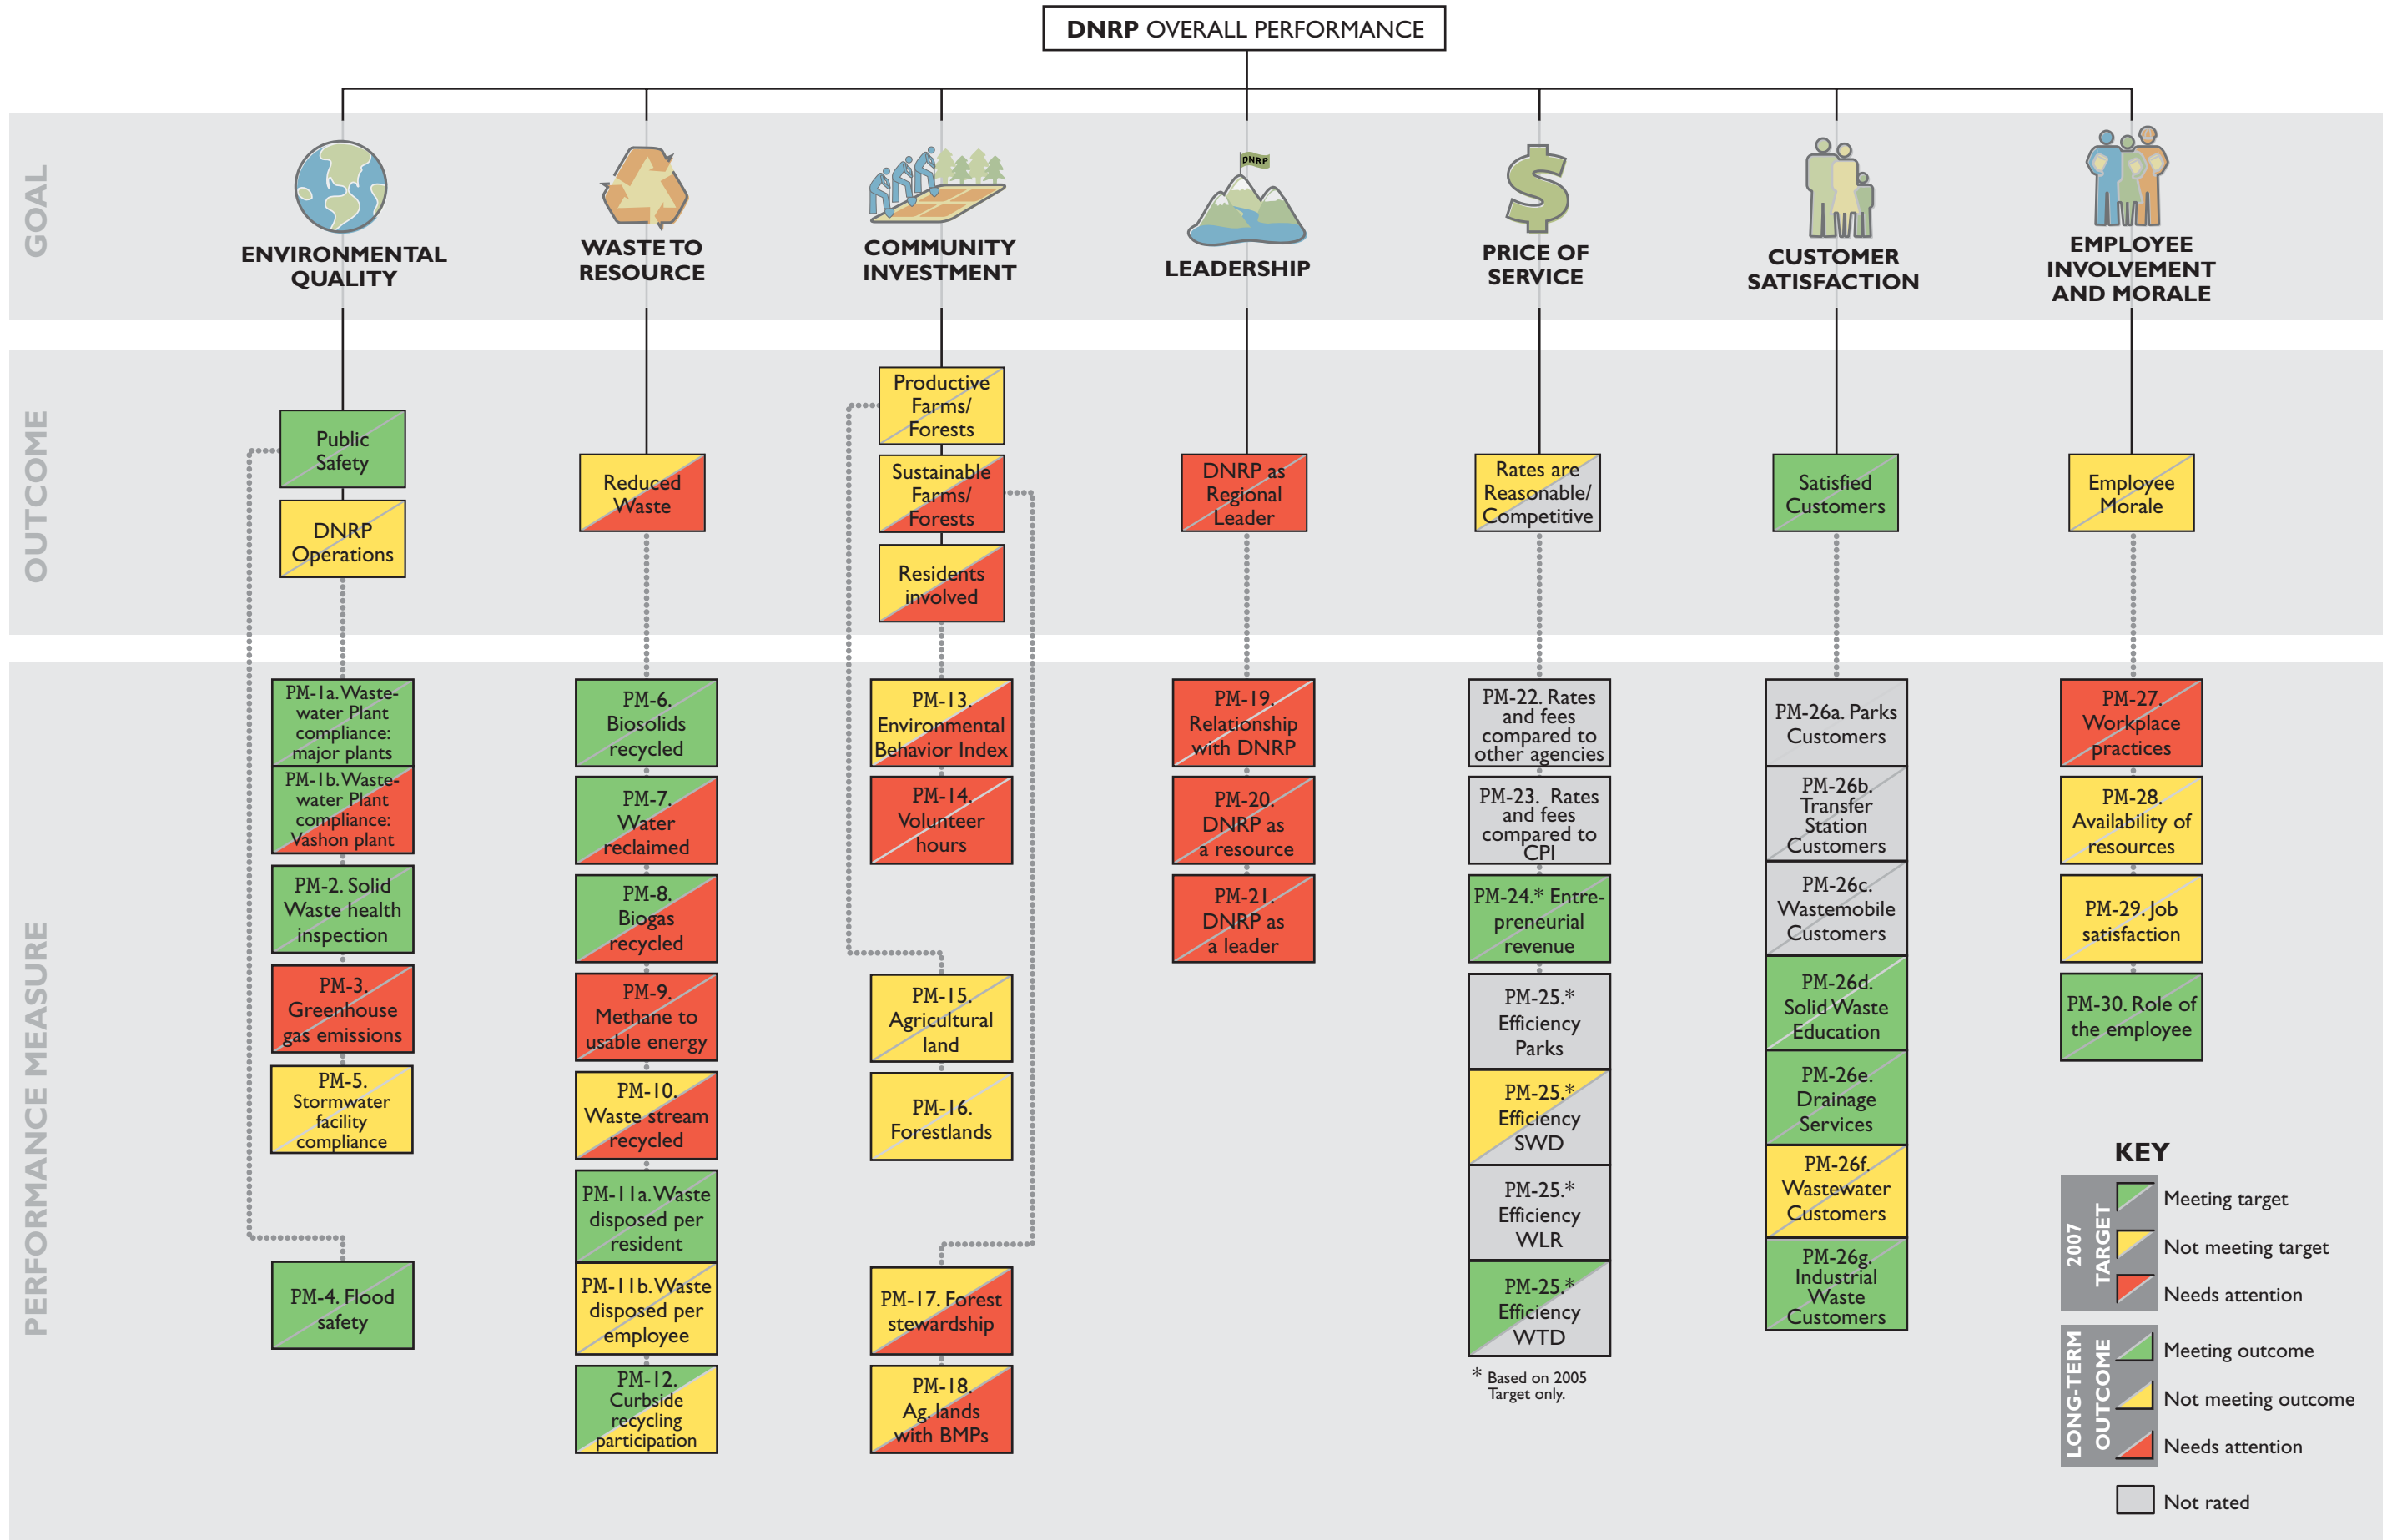 DNRP OVERALL PERFORMANCE
GOAL
ENVIRONMENTAL
QUALITY
WASTE TO
RESOURCE
COMMUNITY
INVESTMENT
DNRP
LEADERSHIP
PRICE OF
SERVICE
CUSTOMER
SATISFACTION
EMPLOYEE
INVOLVEMENT
AND MORALE
OUTCOME
Public
Safety
DNRP
Operations
Reduced
Waste
Productive
Farms/
Forests
Sustainable
Farms/
Forests
Residents
involved
DNRP as
Regional
Leader
Rates are
Reasonable/
Competitive
Satisfied
Customers
Employee
Morale
PERFORMANCE MEASURE
PM-1a. Waste-
water Plant
compliance:
major plants
PM-1b. Waste-
water Plant
compliance:
Vashon plant
PM-2. Solid
Waste health
inspection
PM-3.
Greenhouse
gas emissions
PM-5.
Stormwater
facility
compliance
PM-4. Flood
safety
PM-6.
Biosolids
recycled
PM-7.
Water
reclaimed
PM-8.
Biogas
recycled
PM-9.
Methane to
usable energy
PM-10.
Waste stream
recycled
PM-11a. Waste
disposed per
resident
PM-11b. Waste
disposed per
employee
PM-12.
Curbside
recycling
participation
PM-13.
Environmental
Behavior Index
PM-14.
Volunteer
hours
PM-15.
Agricultural
land
PM-16.
Forestlands
PM-17. Forest
stewardship
PM-18.
Ag. lands
with BMPs
PM-19.
Relationship
with DNRP
PM-20.
DNRP as
a resource
PM-21.
DNRP as
a leader
PM-22. Rates
and fees
compared to
other agencies
PM-23. Rates
and fees
compared to
CPI
PM-24.* Entre-
preneurial
revenue
PM-25.*
Efficiency
Parks
PM-25.*
Efficiency
SWD
PM-25.*
Efficiency
WLR
PM-25.*
Efficiency
WTD
* Based on 2005
Target only.
PM-26a. Parks
Customers
PM-26b.
Transfer
Station
Customers
PM-26c.
Wastemobile
Customers
PM-26d.
Solid Waste
Education
PM-26e.
Drainage
Services
PM-26f.
Wastewater
Customers
PM-26g.
Industrial
Waste
Customers
PM-27.
Workplace
practices
PM-28.
Availability of
resources
PM-29. Job
satisfaction
PM-30. Role of
the employee
KEY
2007
TARGET
Meeting target
Not meeting target
Needs attention
LONG-TERM
OUTCOME
Meeting outcome
Not meeting outcome
Needs attention
Not rated